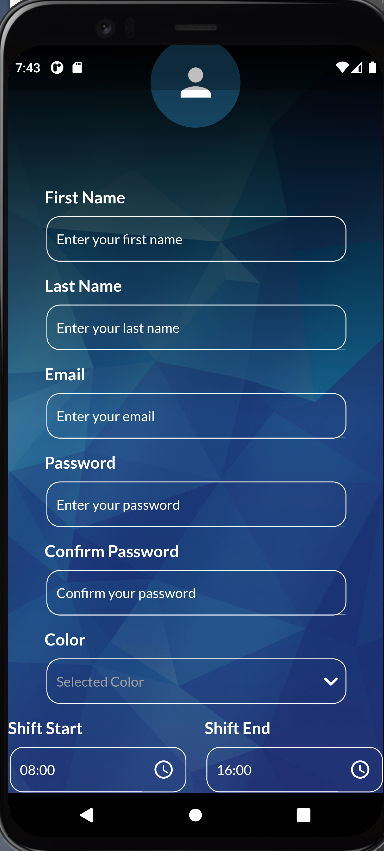 7:43
First Name
Enter your first name
Last Name
Enter your last name
Email
Enter your email
Password
Enter your password
Confirm Password
Confirm your password
Color
Selected Color
Shift Start Shift End
08:00 16:00